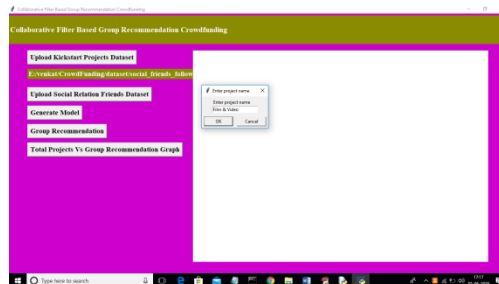 Collaborative Filter Based Group Recommendation Crowdfunding
Collaborative Filter Based Group Recommendation Crowdfunding
Upload Kickstart Projects Dataset
E:/venkat/CrowdFunding/dataset/social_friends_follow
Upload Social Relation Friends Dataset
Generate Model
Group Recommendation
Total Projects Vs Group Recommendation Graph
Enter project name
Enter project name
Film & Video
OK Cancel
Type here to search
17:17